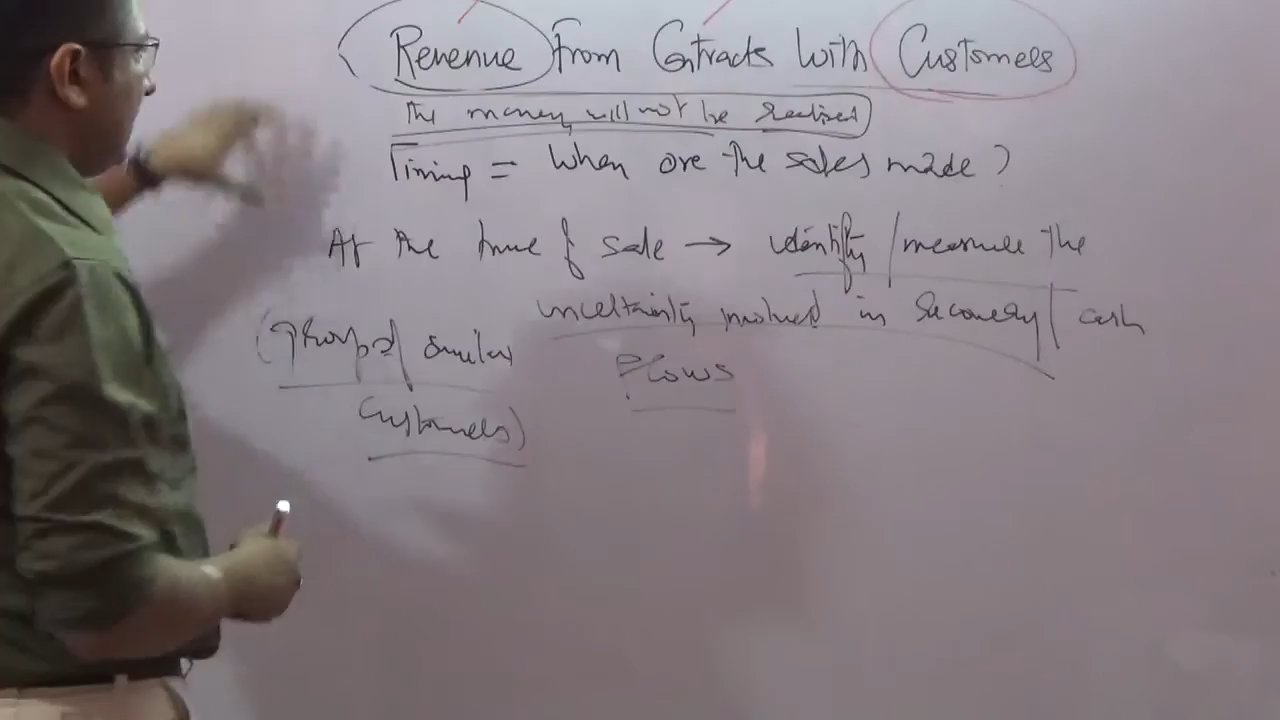 Revenue From Contracts With Customers
The money will not be realised
Timing = When are the sales made?
At the time of sale → identify / measure the
uncertainty involved in recovery / cash
Flows
(group of similar
customers)